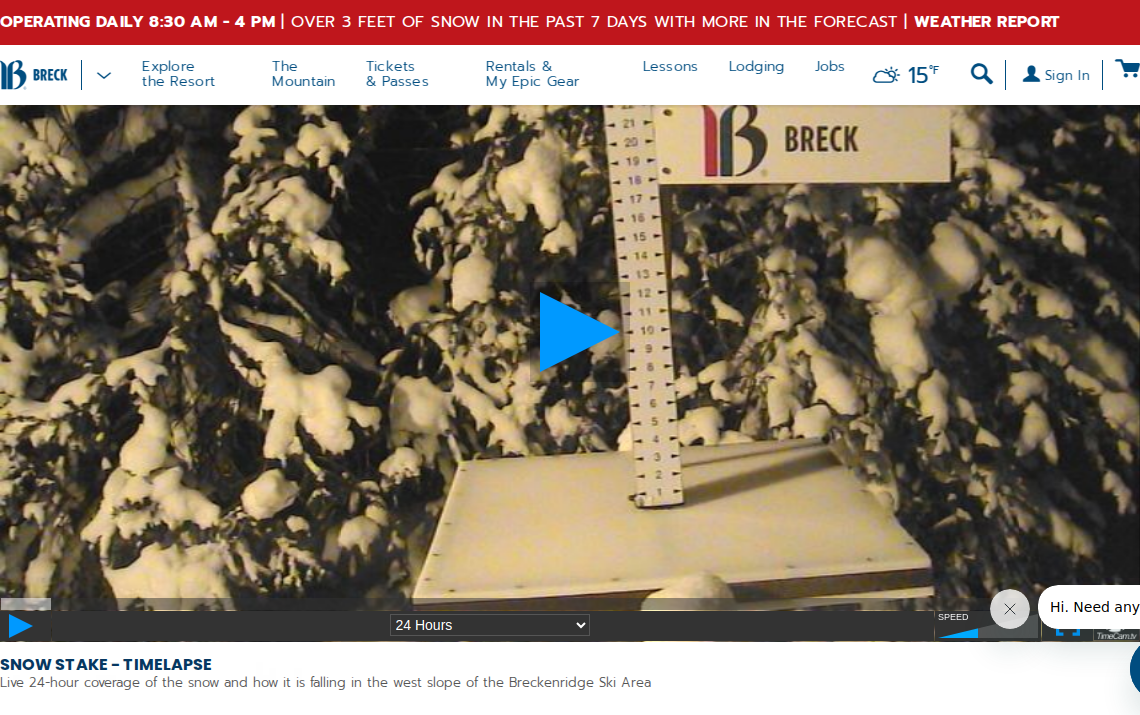 OPERATING DAILY 8:30 AM - 4 PM | OVER 3 FEET OF SNOW IN THE PAST 7 DAYS WITH MORE IN THE FORECAST | WEATHER REPORT
BRECK
Explore
the Resort
The
Mountain
Tickets
& Passes
Rentals &
My Epic Gear
Lessons
Lodging
Jobs
15°F
Sign In
BRECK
21
20
19
18
17
16
15
14
13
12
11
10
9
8
7
6
5
4
3
2
1
24 Hours
SPEED
Hi. Need any
TimeCam.tv
SNOW STAKE - TIMELAPSE
Live 24-hour coverage of the snow and how it is falling in the west slope of the Breckenridge Ski Area